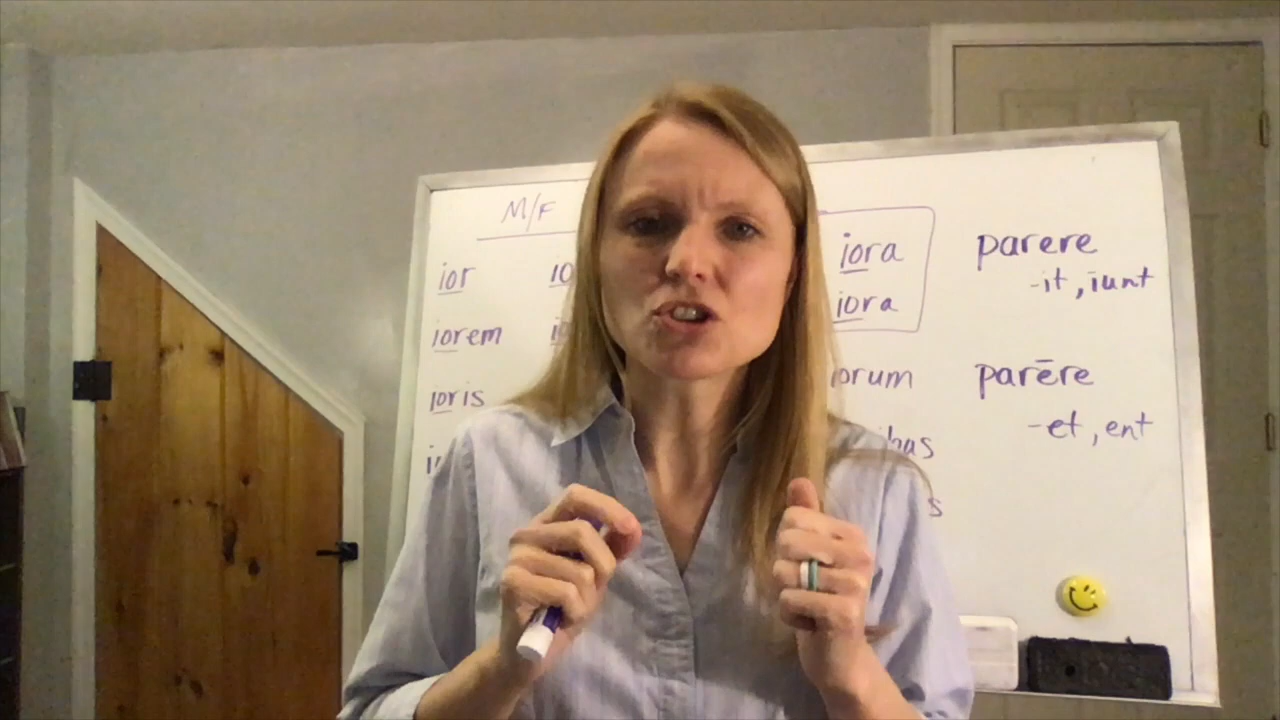 M/F
ior
iora
iorem
iora
ioris
iorum
parere
-it, iunt
parēre
-et, ent